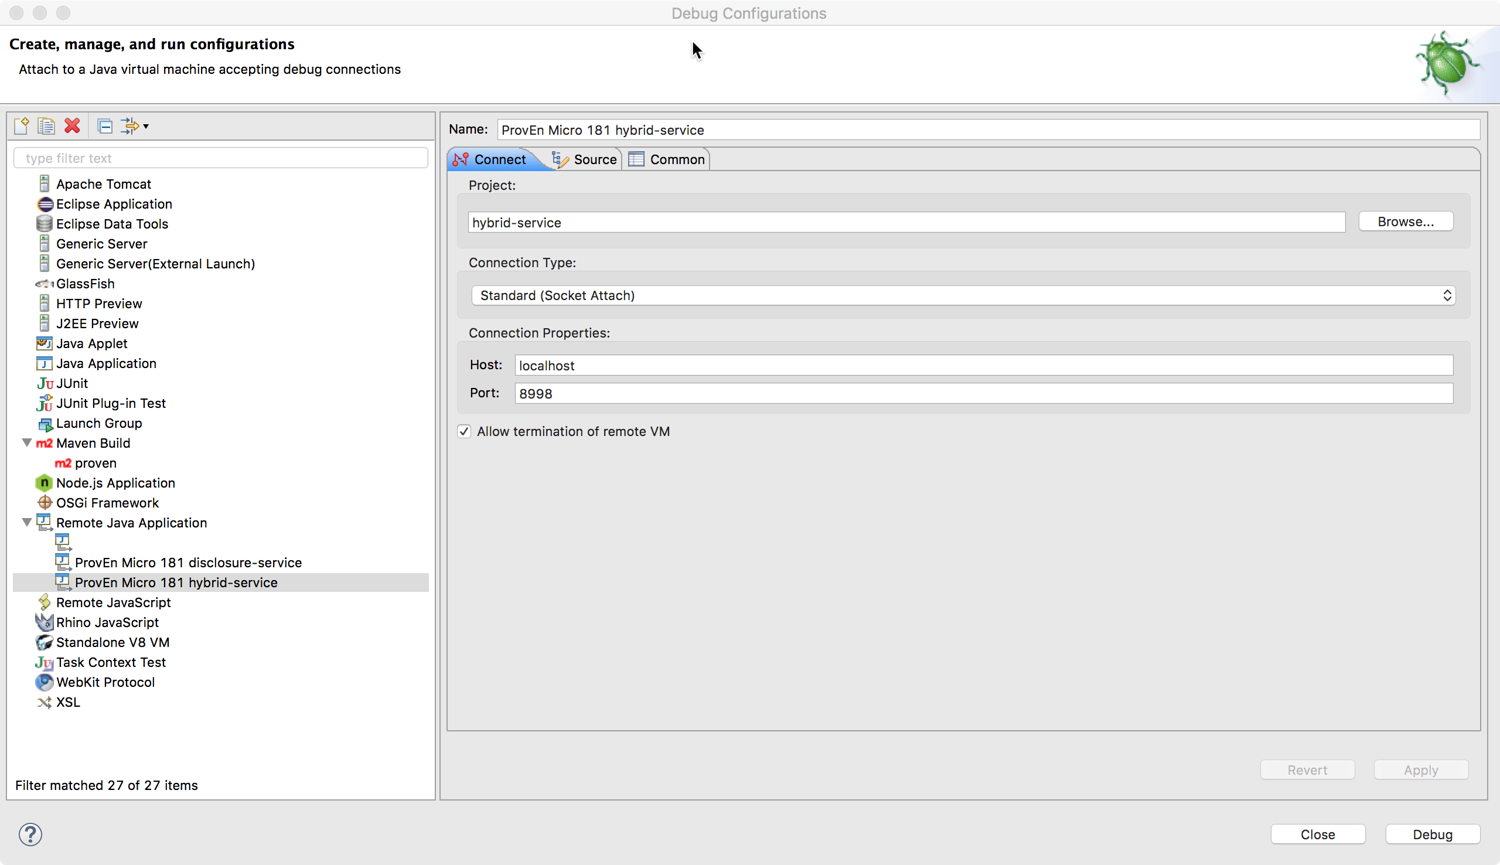 Debug Configurations
Create, manage, and run configurations
Attach to a Java virtual machine accepting debug connections
type filter text
Apache Tomcat
Eclipse Application
Eclipse Data Tools
Generic Server
Generic Server(External Launch)
GlassFish
HTTP Preview
J2EE Preview
Java Applet
Java Application
JUnit
JUnit Plug-in Test
Launch Group
m2 Maven Build
m2 proven
Node.js Application
OSGi Framework
Remote Java Application
ProvEn Micro 181 disclosure-service
ProvEn Micro 181 hybrid-service
Remote JavaScript
Rhino JavaScript
Standalone V8 VM
Task Context Test
WebKit Protocol
XSL
Filter matched 27 of 27 items
Name: ProvEn Micro 181 hybrid-service
Connect Source Common
Project:
hybrid-service Browse...
Connection Type:
Standard (Socket Attach)
Connection Properties:
Host: localhost
Port: 8998
Allow termination of remote VM
Revert Apply
? Close Debug